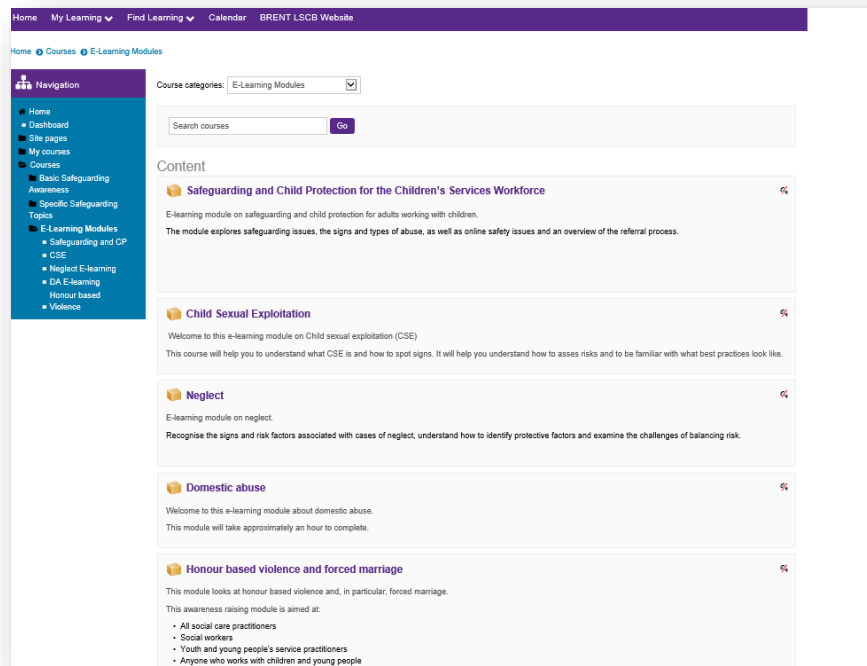 Home My Learning Find Learning Calendar BRENT LSCB Website
Home Courses E-Learning Modules
Navigation
Home
Dashboard
Site pages
My courses
Courses
Basic Safeguarding
Awareness
Specific Safeguarding
Topics
E-Learning Modules
Safeguarding and CP
CSE
Neglect E-learning
DA E-learning
Honour based
Violence
Course categories: E-Learning Modules
Search courses Go
Content
Safeguarding and Child Protection for the Children's Services Workforce
E-learning module on safeguarding and child protection for adults working with children.
The module explores safeguarding issues, the signs and types of abuse, as well as online safety issues and an overview of the referral process.
Child Sexual Exploitation
Welcome to this e-learning module on Child sexual exploitation (CSE)
This course will help you to understand what CSE is and how to spot signs. It will help you understand how to asses risks and to be familiar with what best practices look like.
Neglect
E-learning module on neglect.
Recognise the signs and risk factors associated with cases of neglect, understand how to identify protective factors and examine the challenges of balancing risk.
Domestic abuse
Welcome to this e-learning module about domestic abuse.
This module will take approximately an hour to complete.
Honour based violence and forced marriage
This module looks at honour based violence and, in particular, forced marriage.
This awareness raising module is aimed at:
• All social care practitioners
• Social workers
• Youth and young people's service practitioners
• Anyone who works with children and young people